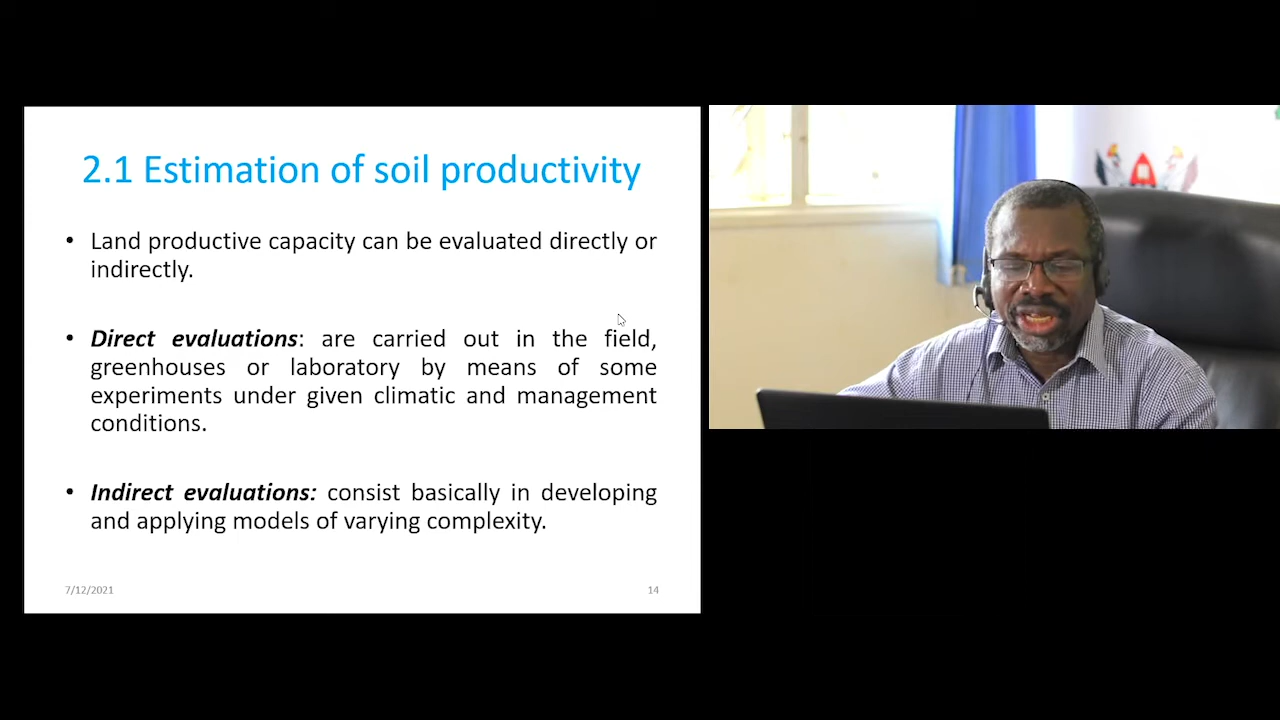 2.1 Estimation of soil productivity
• Land productive capacity can be evaluated directly or
indirectly.
• Direct evaluations: are carried out in the field,
greenhouses or laboratory by means of some
experiments under given climatic and management
conditions.
• Indirect evaluations: consist basically in developing
and applying models of varying complexity.
7/12/2021
14